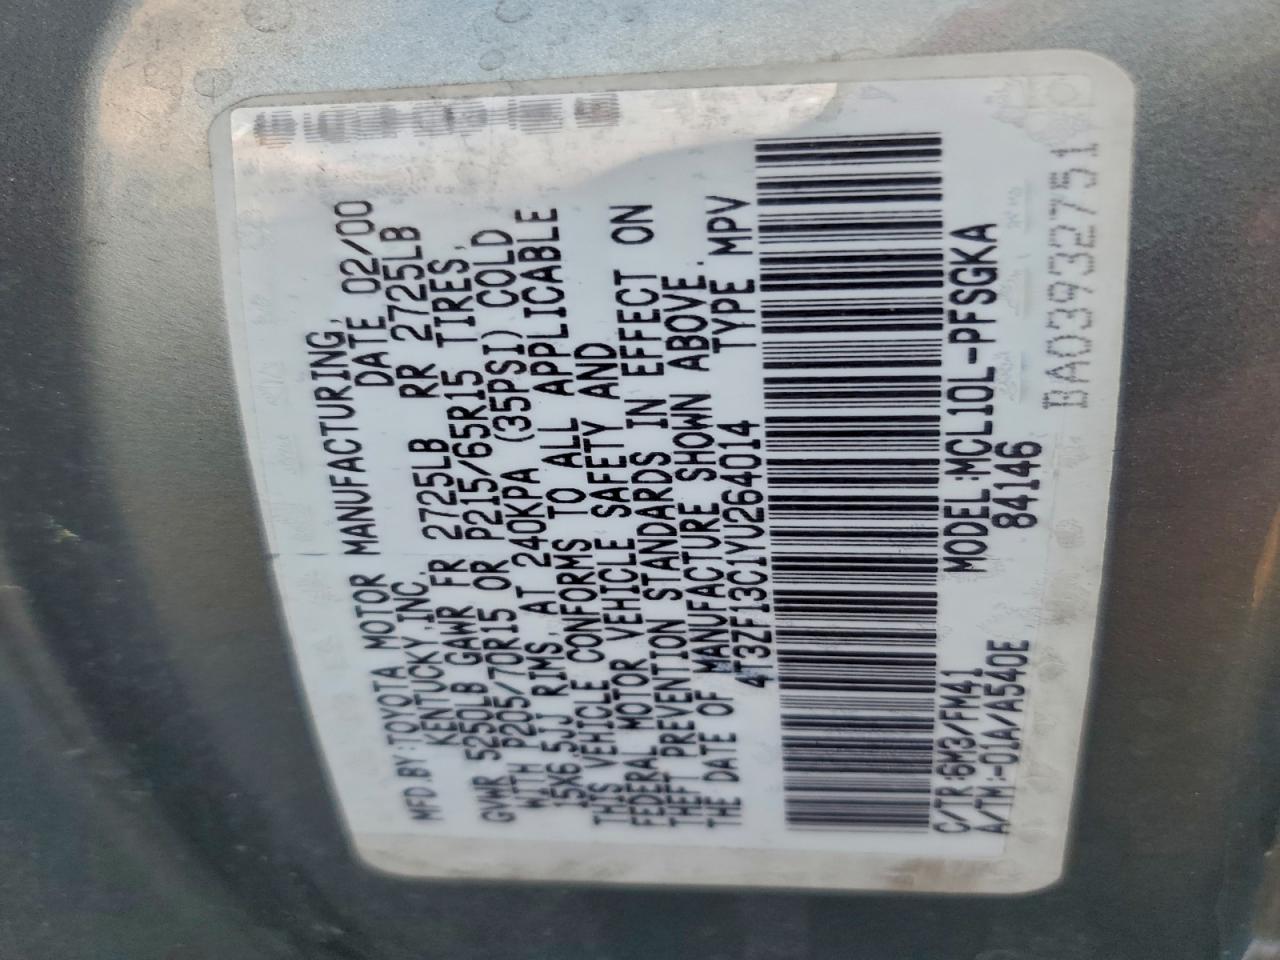 MFD.BY:TOYOTA MOTOR MANUFACTURING,
KENTUCKY,INC. DATE 02/00
GVWR 5250LB GAWR FR 2725LB RR 2725LB
WITH P205/70R15 OR P215/65R15 TIRES,
15X6.5JJ RIMS, AT 240KPA (35PSI) COLD
THIS VEHICLE CONFORMS TO ALL APPLICABLE
FEDERAL MOTOR VEHICLE SAFETY AND
THEFT PREVENTION STANDARDS IN EFFECT ON
THE DATE OF MANUFACTURE SHOWN ABOVE.
4T3ZF13C1YU264014 TYPE MPV
C/TR:6M3/FM41 MODEL:MCL10L-PFSGKA
A/TM:-01A/A540E 84146
BA03932751